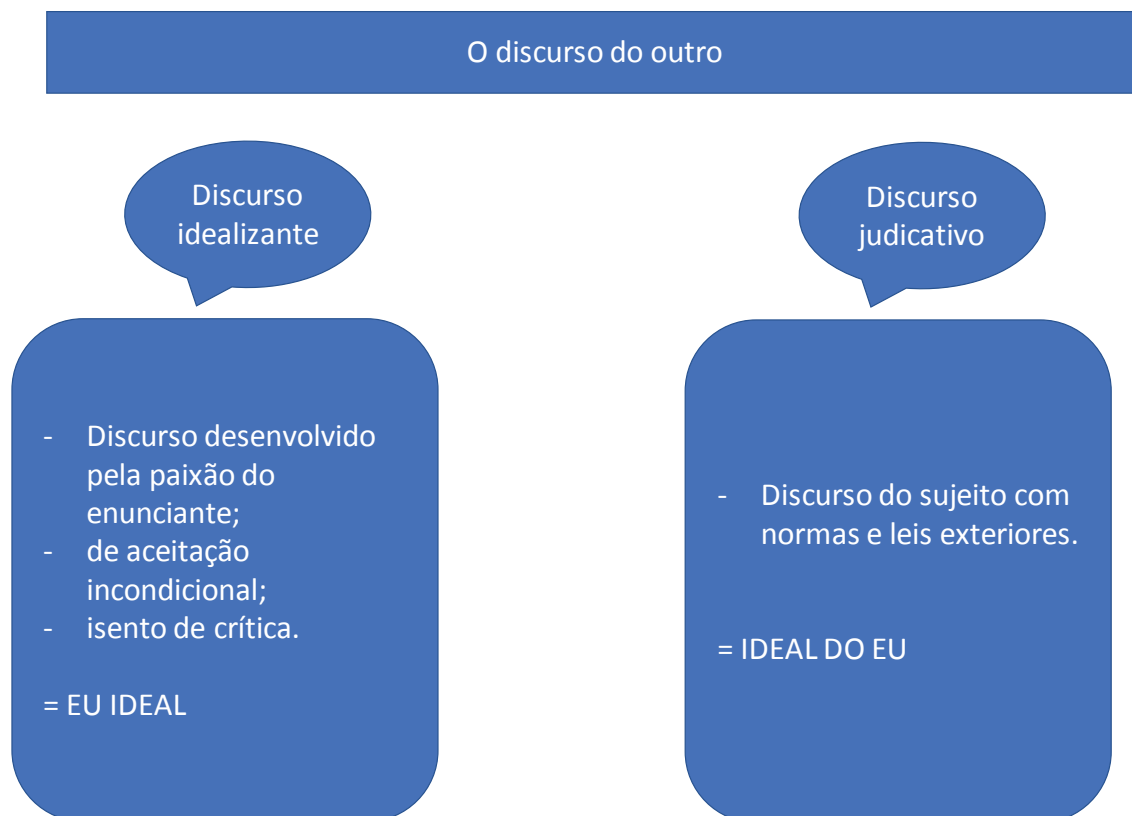 O discurso do outro
Discurso
idealizante
- Discurso desenvolvido
pela paixão do
enunciante;
- de aceitação
incondicional;
- isento de crítica.
= EU IDEAL
Discurso
judicativo
- Discurso do sujeito com
normas e leis exteriores.
= IDEAL DO EU